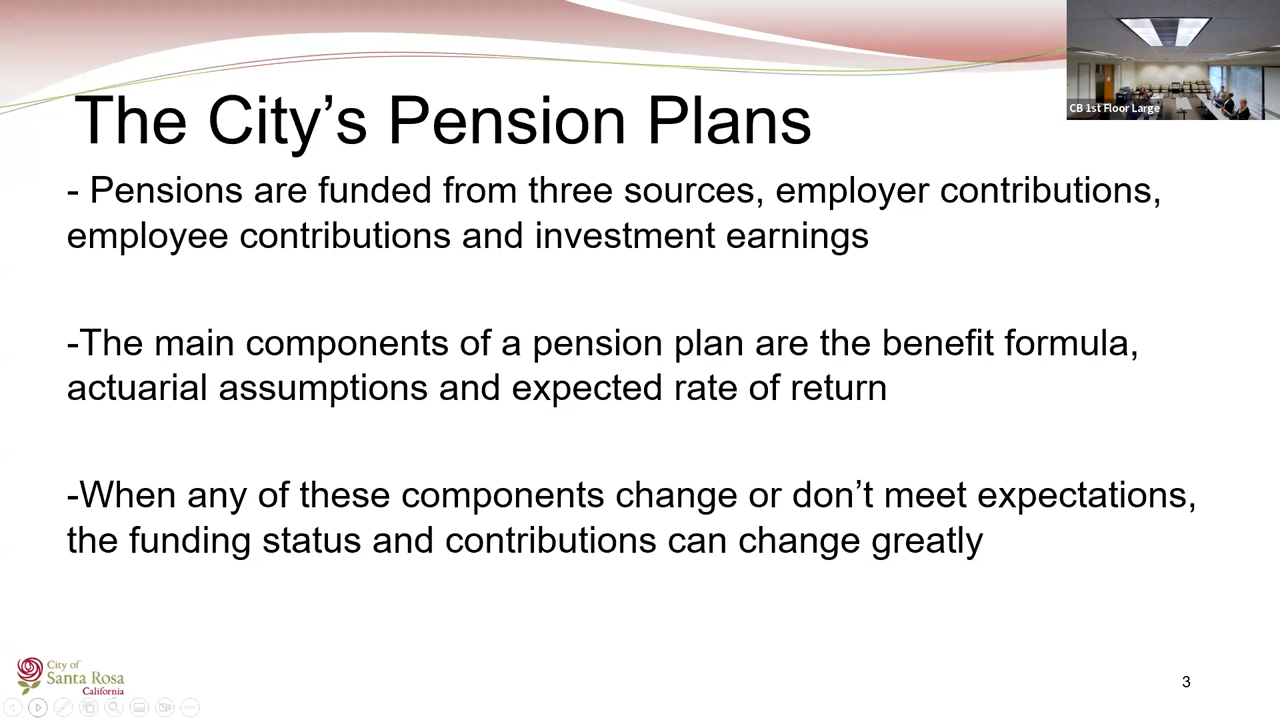 CB 1st Floor Large
The City’s Pension Plans
- Pensions are funded from three sources, employer contributions,
employee contributions and investment earnings
-The main components of a pension plan are the benefit formula,
actuarial assumptions and expected rate of return
-When any of these components change or don’t meet expectations,
the funding status and contributions can change greatly
City of
Santa Rosa
California
3